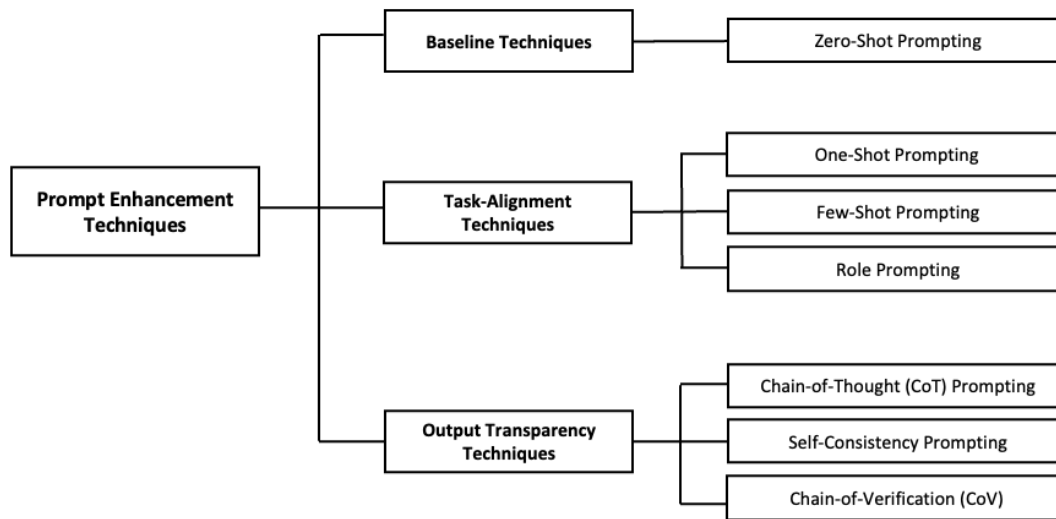 Baseline Techniques
Zero-Shot Prompting
Prompt Enhancement
Techniques
Task-Alignment
Techniques
One-Shot Prompting
Few-Shot Prompting
Role Prompting
Output Transparency
Techniques
Chain-of-Thought (CoT) Prompting
Self-Consistency Prompting
Chain-of-Verification (CoV)